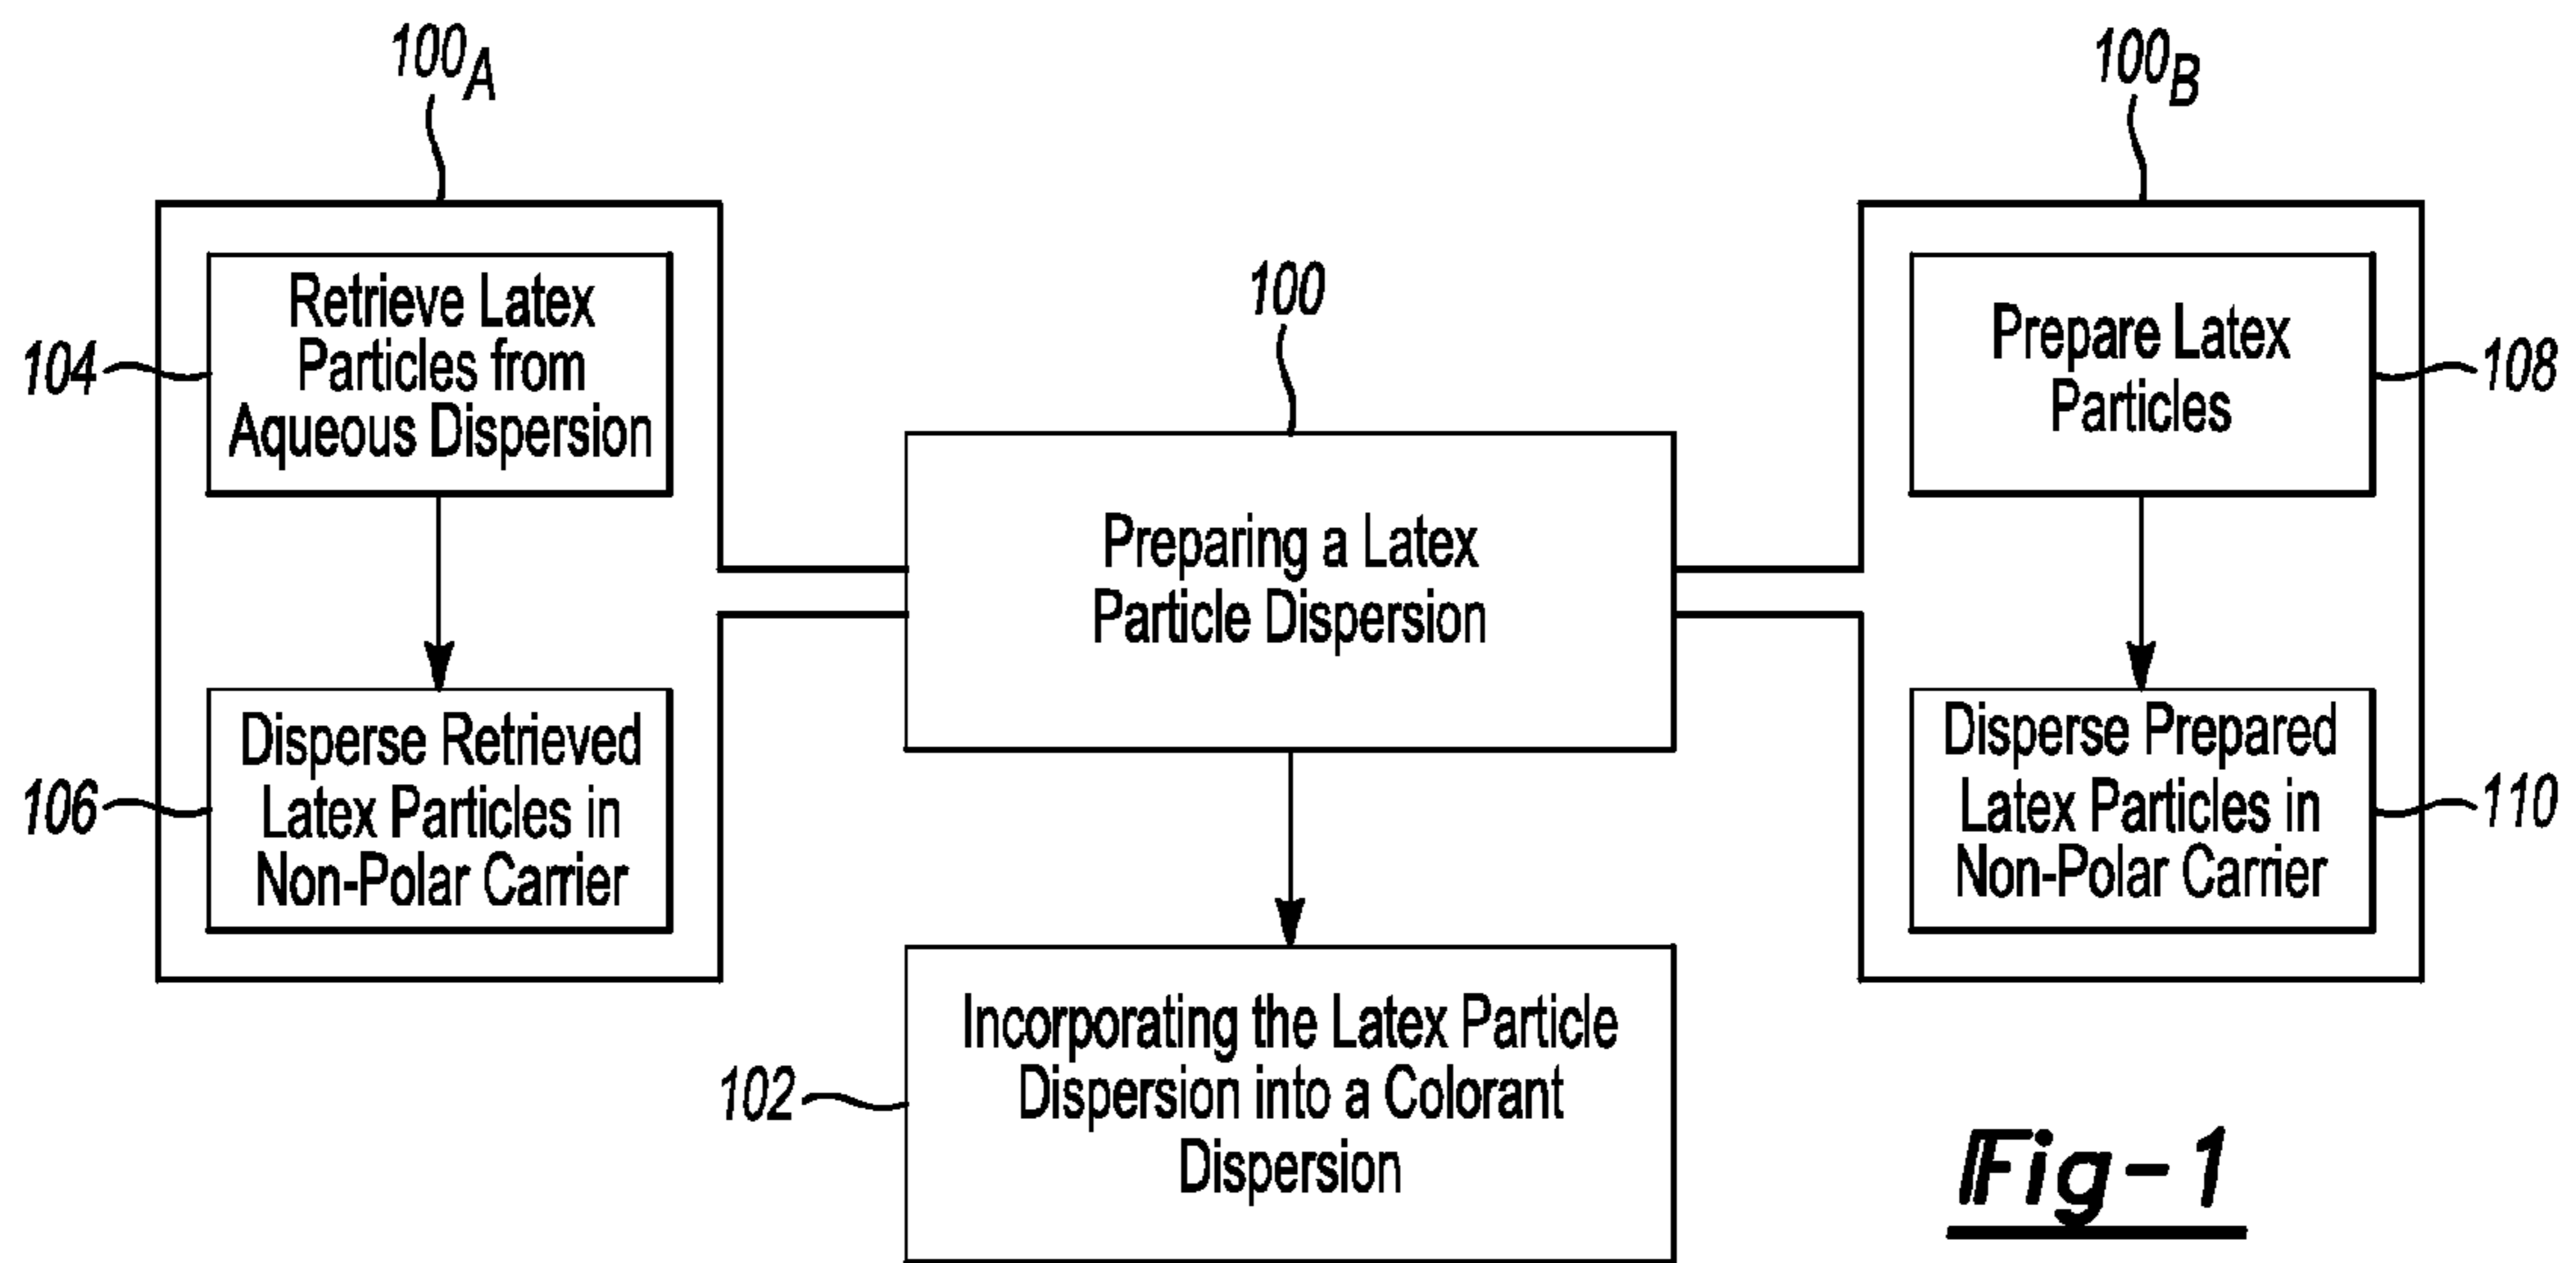 100A
104
Retrieve Latex
Particles from
Aqueous Dispersion
106
Disperse Retrieved
Latex Particles in
Non-Polar Carrier
100
Preparing a Latex
Particle Dispersion
102
Incorporating the Latex Particle
Dispersion into a Colorant
Dispersion
100B
Prepare Latex
Particles
108
Disperse Prepared
Latex Particles in
Non-Polar Carrier
110
Fig-1